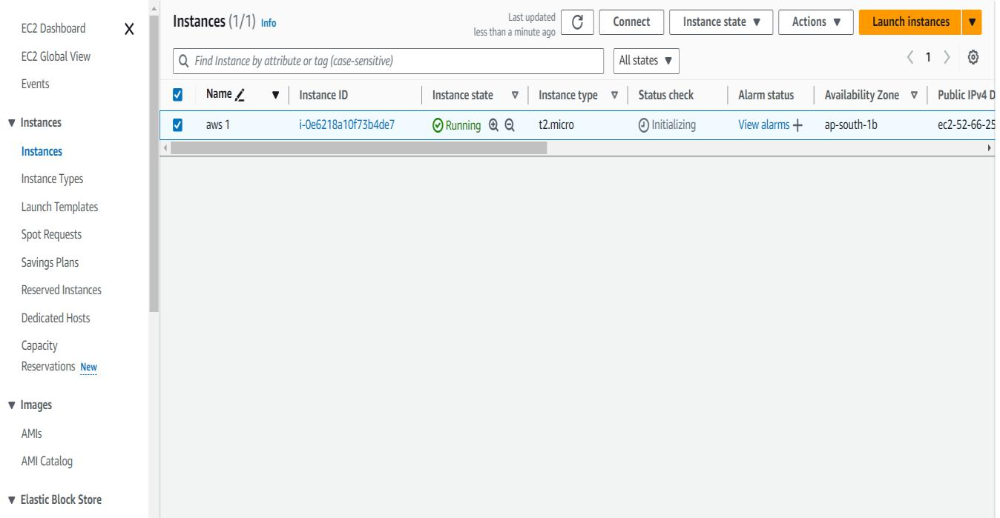 EC2 Dashboard
EC2 Global View
Events
Instances
Instances
Instance Types
Launch Templates
Spot Requests
Savings Plans
Reserved Instances
Dedicated Hosts
Capacity
Reservations New
Images
AMIs
AMI Catalog
Elastic Block Store
Instances (1/1) Info
Last updated
less than a minute ago
Connect
Instance state
Actions
Launch instances
Find Instance by attribute or tag (case-sensitive)
All states
1
Name Instance ID Instance state Instance type Status check Alarm status Availability Zone Public IPv4 D
aws 1 i-0e6218a10f73b4de7 Running t2.micro Initializing View alarms + ap-south-1b ec2-52-66-25